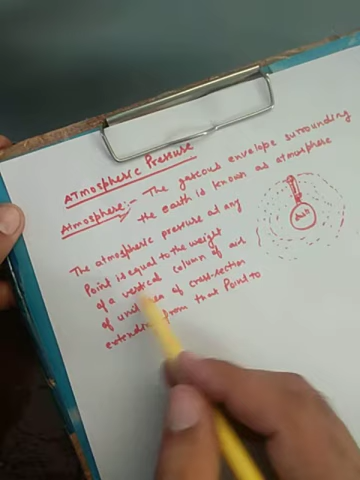 Atmospheric Pressure
Atmosphere:- The gaseous envelope surrounding
the earth is known as atmosphere
The atmospheric pressure at any
Point is equal to the weight
of a vertical column of air
of unit area of cross-section
extending from that Point to